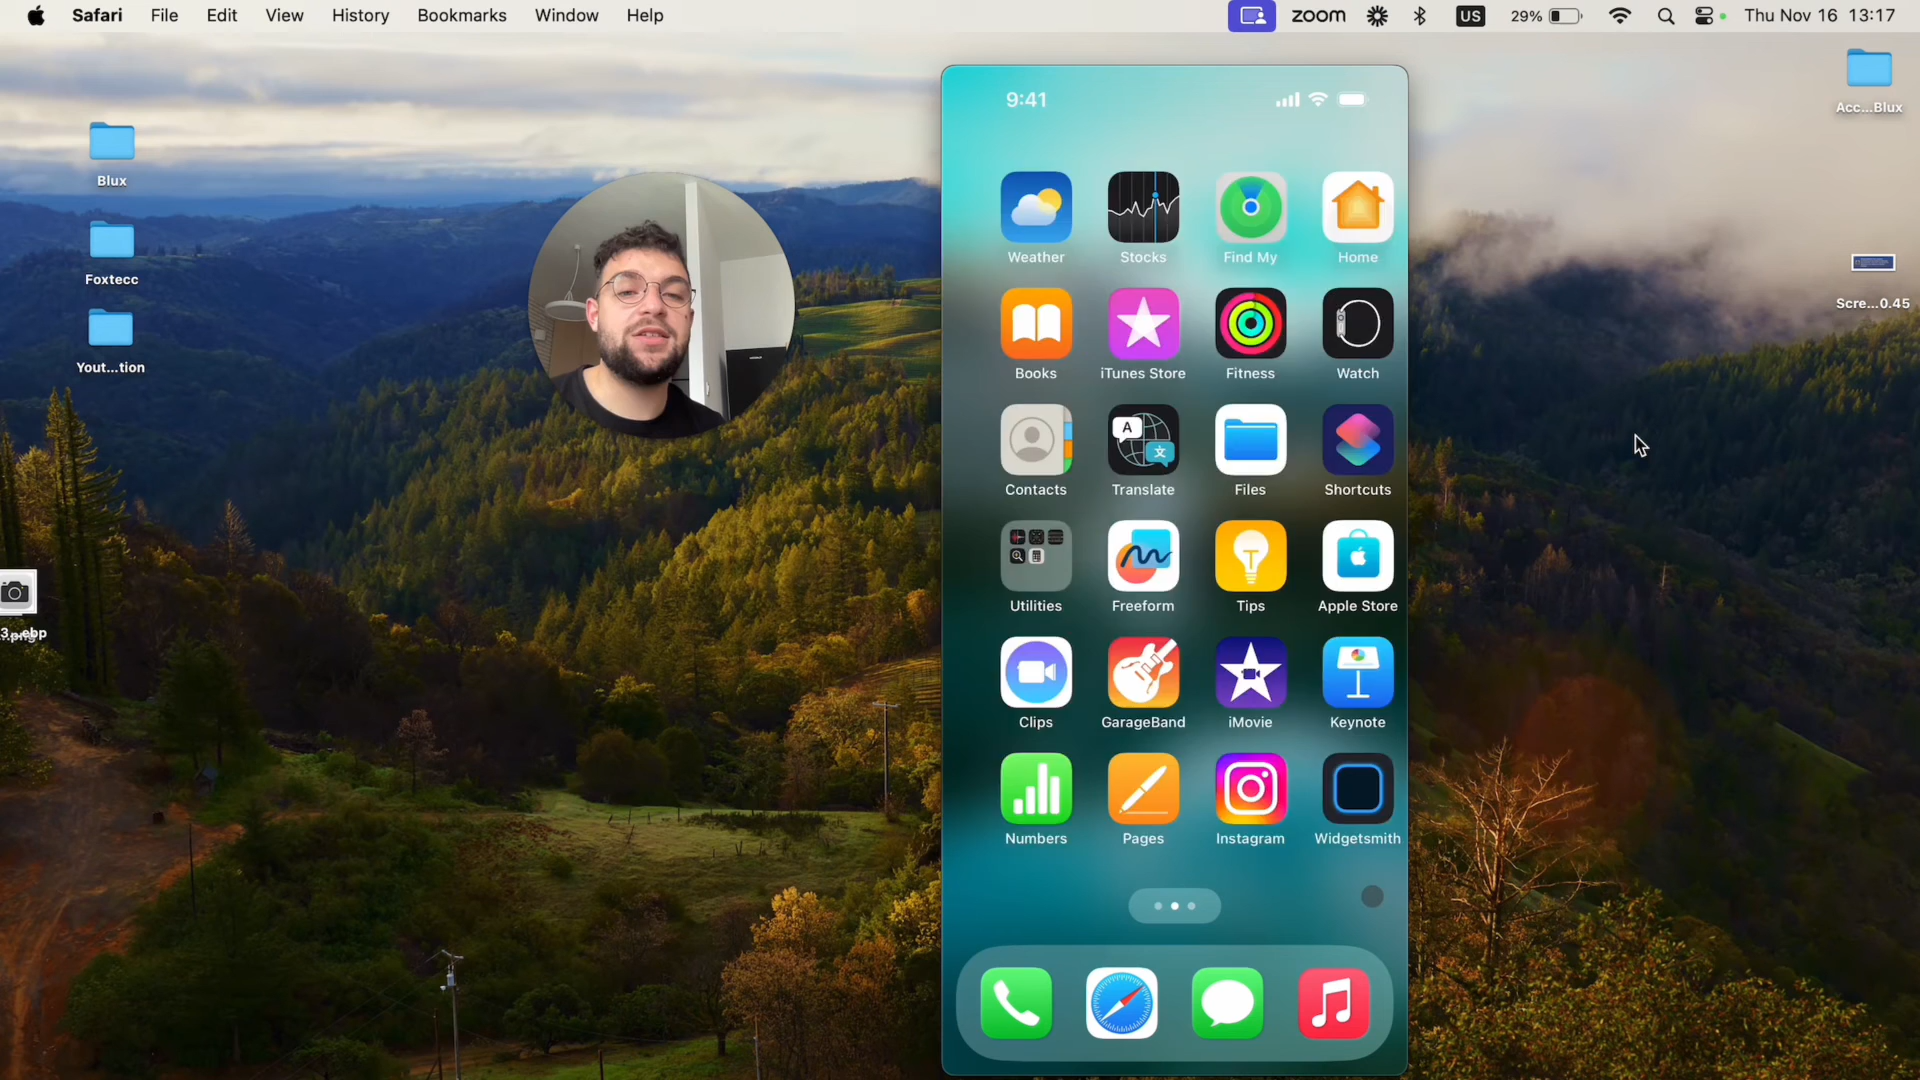 Safari File Edit View History Bookmarks Window Help zoom US 29% Thu Nov 16 13:17
Blux
Foxtecc
Yout...tion
Acc...Blux
Scre...0.45
9:41
Weather Stocks Find My Home
Books iTunes Store Fitness Watch
Contacts Translate Files Shortcuts
Utilities Freeform Tips Apple Store
Clips GarageBand iMovie Keynote
Numbers Pages Instagram Widgetsmith